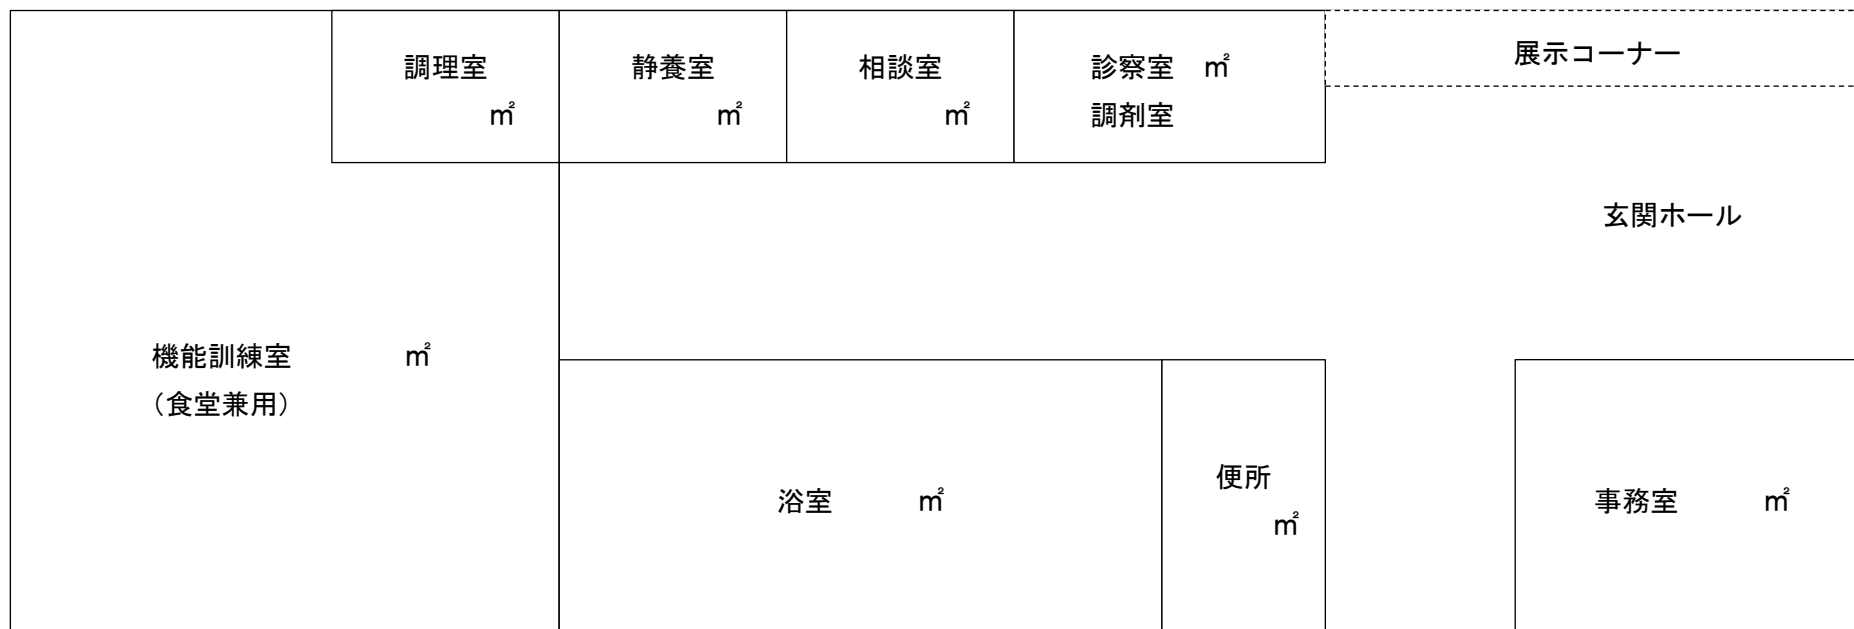 調理室
㎡
静養室
㎡
相談室
㎡
診察室　㎡
調剤室
展示コーナー
玄関ホール
機能訓練室　　　　㎡
（食堂兼用）
浴室　　　㎡
便所
㎡
事務室　　　㎡